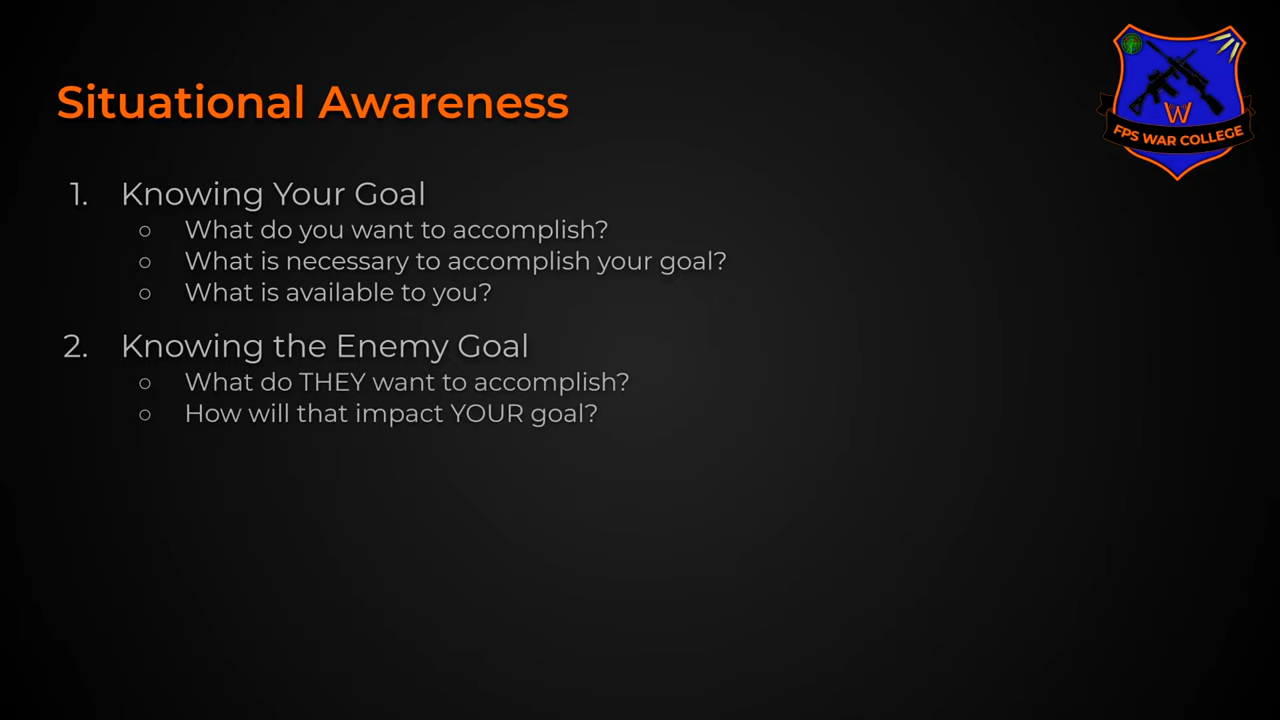 Situational Awareness
1. Knowing Your Goal
○ What do you want to accomplish?
○ What is necessary to accomplish your goal?
○ What is available to you?
2. Knowing the Enemy Goal
○ What do THEY want to accomplish?
○ How will that impact YOUR goal?
W
FPS WAR COLLEGE